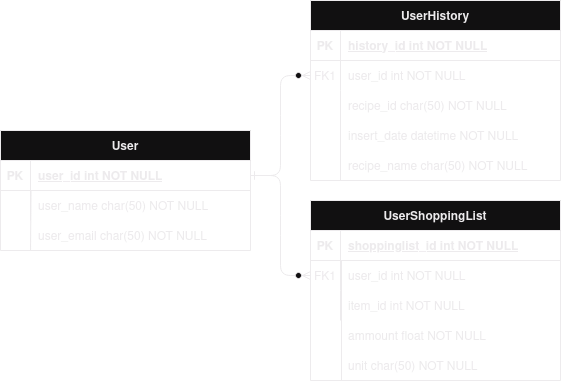 UserHistory
PK history_id int NOT NULL
FK1 user_id int NOT NULL
recipe_id char(50) NOT NULL
insert_date datetime NOT NULL
recipe_name char(50) NOT NULL
User
PK user_id int NOT NULL
user_name char(50) NOT NULL
user_email char(50) NOT NULL
UserShoppingList
PK shoppinglist_id int NOT NULL
FK1 user_id int NOT NULL
item_id int NOT NULL
ammount float NOT NULL
unit char(50) NOT NULL